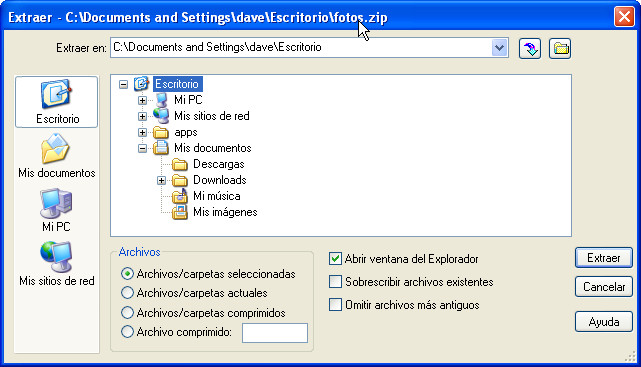 Extraer - C:\Documents and Settings\dave\Escritorio\fotos.zip
Extraer en: C:\Documents and Settings\dave\Escritorio
Escritorio
Mis documentos
Mi PC
Mis sitios de red
Escritorio
Mi PC
Mis sitios de red
apps
Mis documentos
Descargas
Downloads
Mi música
Mis imágenes
Archivos
Archivos/carpetas seleccionadas
Archivos/carpetas actuales
Archivos/carpetas comprimidos
Archivo comprimido:
Abrir ventana del Explorador
Sobrescribir archivos existentes
Omitir archivos más antiguos
Extraer
Cancelar
Ayuda